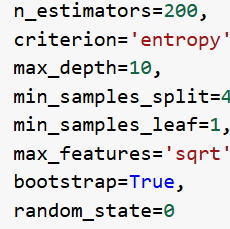 n_estimators=200,
criterion='entropy'
max_depth=10,
min_samples_split=4
min_samples_leaf=1,
max_features='sqrt'
bootstrap=True,
random_state=0